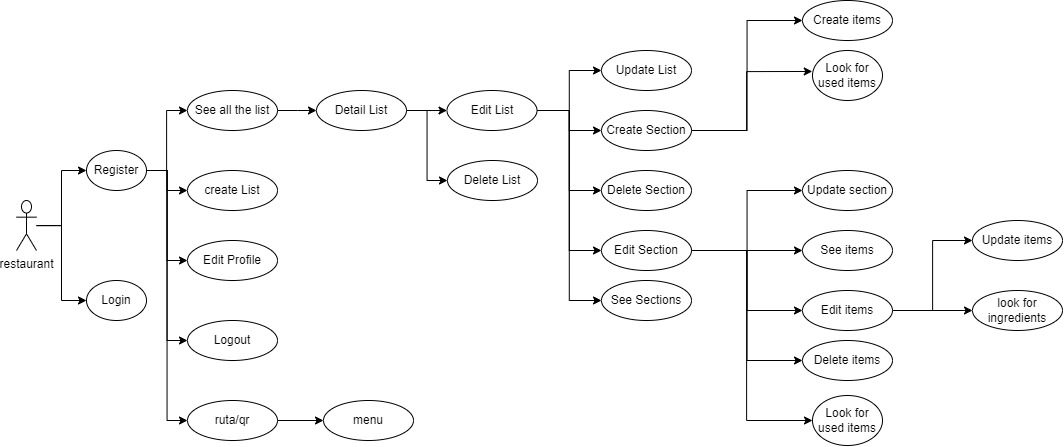 Create items
Look for
used items
Update List
See all the list
Detail List
Edit List
Create Section
Register
Delete List
create List
Delete Section
Update section
Update items
restaurant
Edit Profile
Edit Section
See items
Login
See Sections
Edit items
look for
ingredients
Logout
Delete items
ruta/qr
menu
Look for
used items